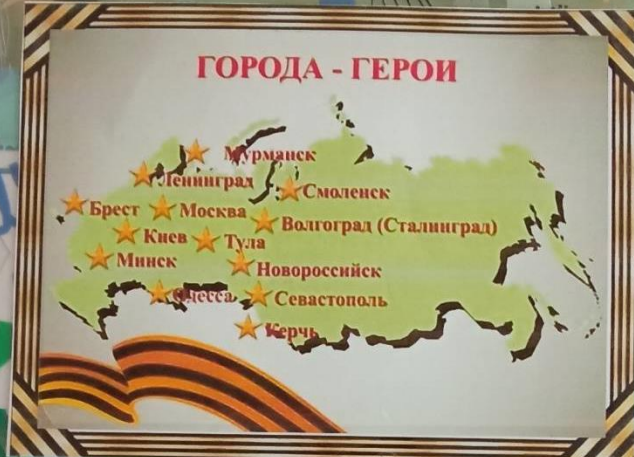 ГОРОДА - ГЕРОИ
Мурманск
Ленинград
Смоленск
Брест
Москва
Волгоград (Сталинград)
Киев
Тула
Минск
Новороссийск
Одесса
Севастополь
Керчь